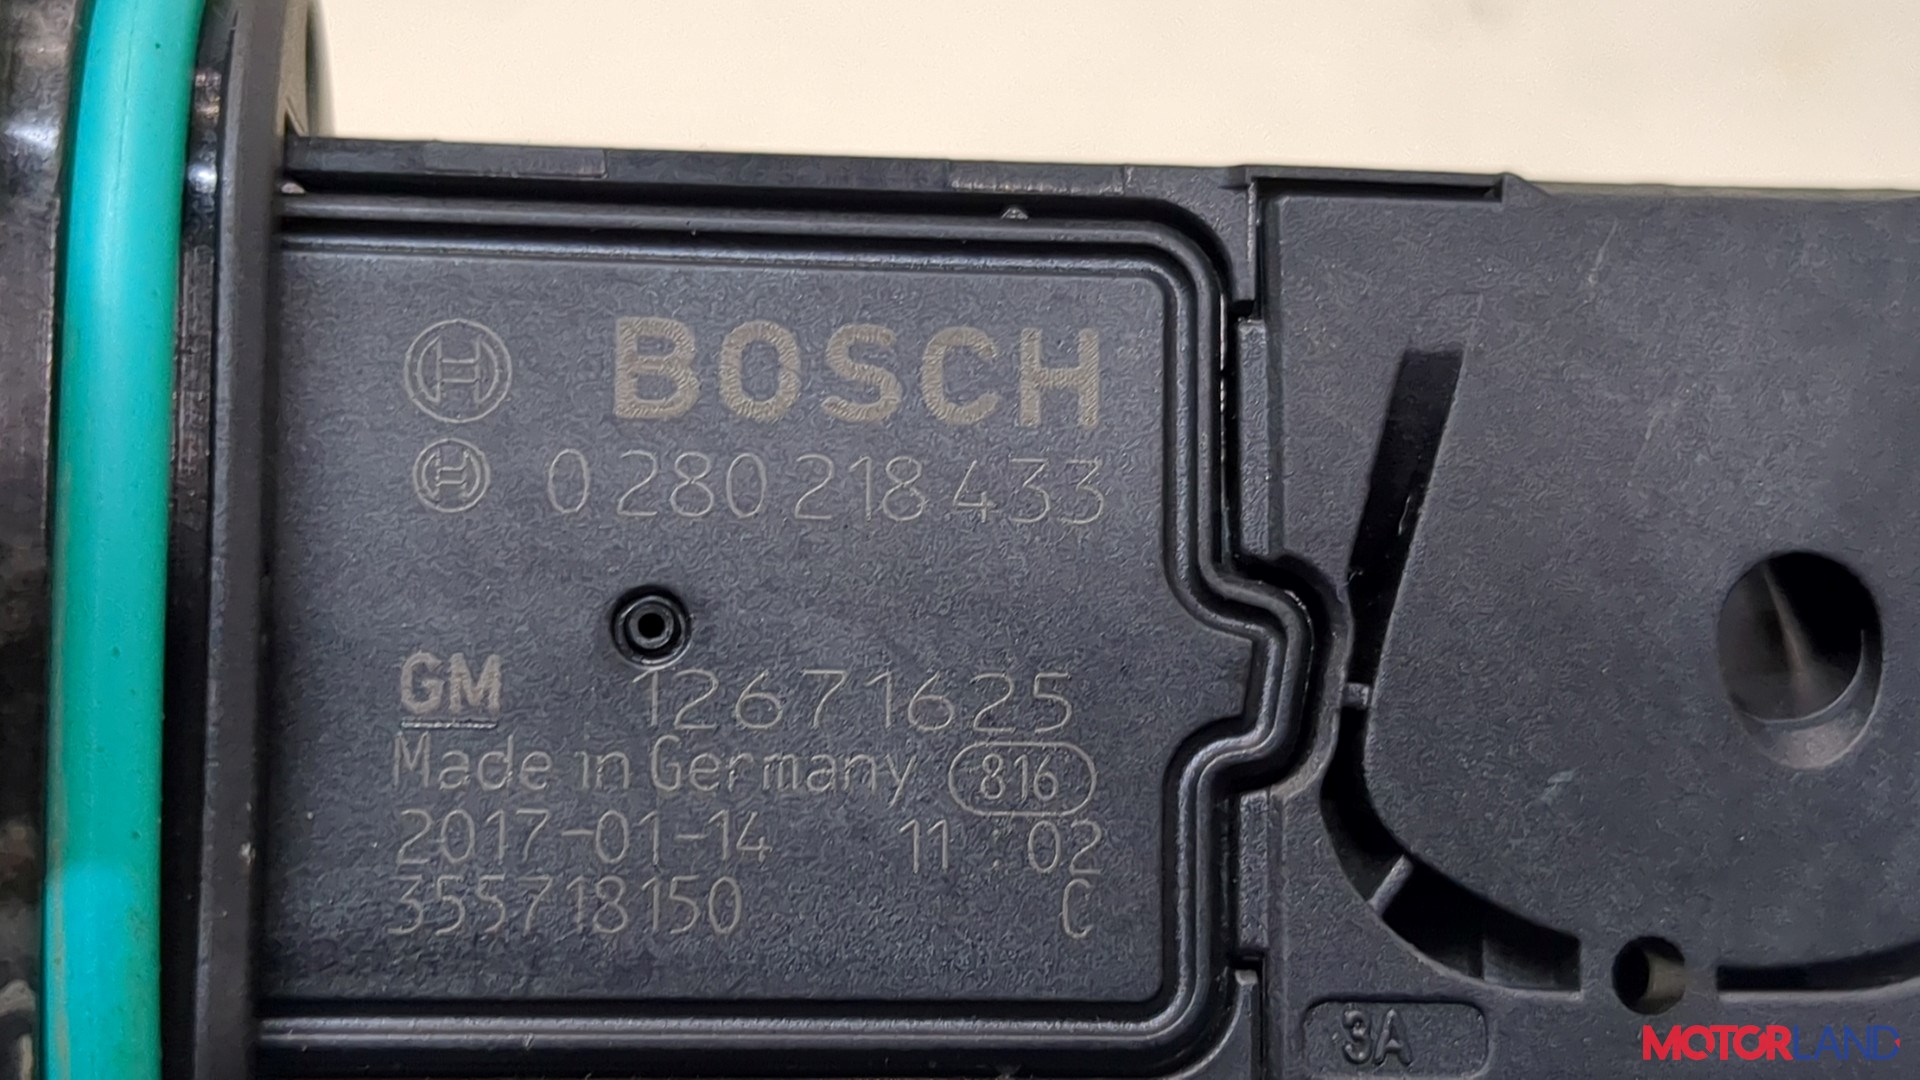 BOSCH
0 280 218 433
GM 12671625
Made in Germany 816
2017-01-14 11:02
355718150 C
3A
MOTORLAND